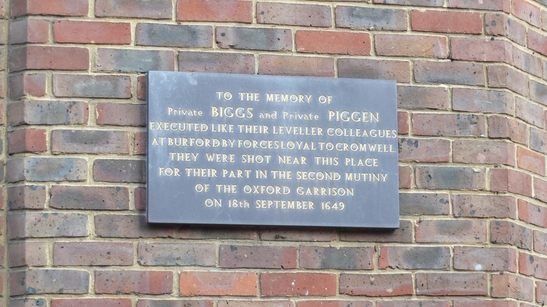 TO THE MEMORY OF
Private BIGGS and Private PIGGEN
EXECUTED LIKE THEIR LEVELLER COLLEAGUES
AT BURFORD BY FORCES LOYAL TO CROMWELL
THEY WERE SHOT NEAR THIS PLACE
FOR THEIR PART IN THE SECOND MUTINY
OF THE OXFORD GARRISON
ON 18th SEPTEMBER 1649